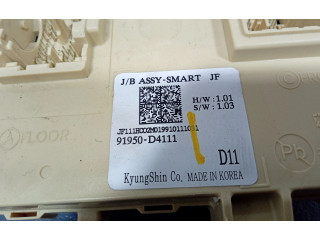 J/B ASSY-SMART JF
H/W : 1.01
S/W : 1.03
91950-D4111
D11
KyungShin Co. MADE IN KOREA
FLOOR